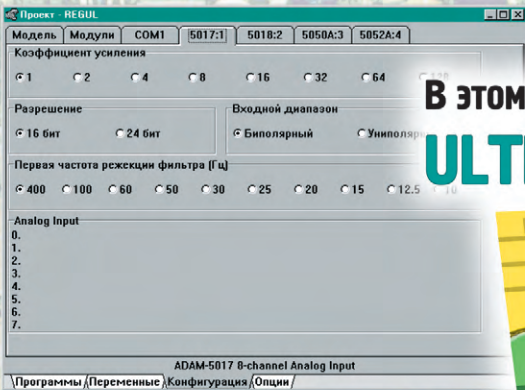 Проект - REGUL
Модель Модули COM1 5017:1 5018:2 5050A:3 5052A:4
Коэффициент усиления
1 2 4 8 16 32 64 128
Разрешение Входной диапазон
16 бит 24 бит Биполярный
Первая частота режекции фильтра (Гц)
400 100 60 50 30 25 20 15 12.5 10
Analog Input
0.
1.
2.
3.
4.
5.
6.
7.
ADAM-5017 8-channel Analog Input
Программы Переменные Конфигурация Опции
В этом